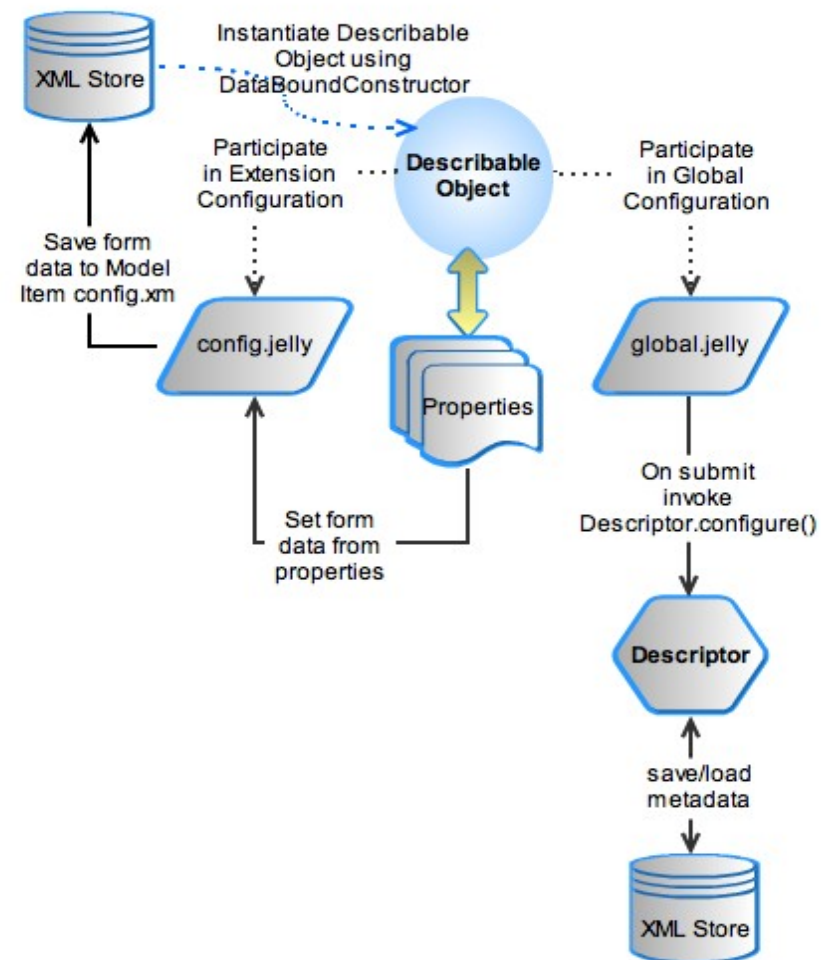 XML Store
Instantiate Describable
Object using
DataBoundConstructor
Participate
in Extension
Configuration
Describable
Object
Participate
in Global
Configuration
Save form
data to Model
Item config.xm
config.jelly
Properties
global.jelly
Set form
data from
properties
On submit
invoke
Descriptor.configure()
Descriptor
save/load
metadata
XML Store